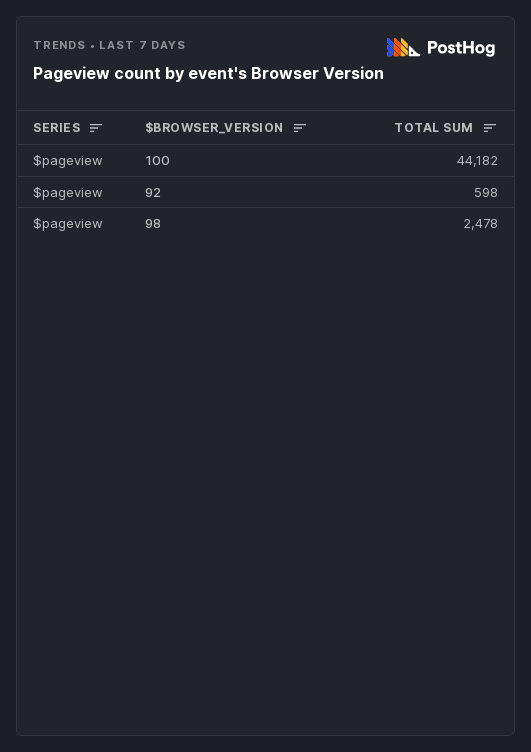 TRENDS • LAST 7 DAYS
PostHog
Pageview count by event's Browser Version
SERIES $BROWSER_VERSION TOTAL SUM
$pageview 100 44,182
$pageview 92 598
$pageview 98 2,478